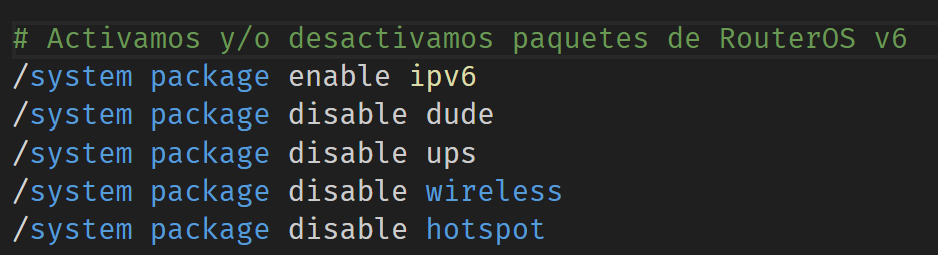 # Activamos y/o desactivamos paquetes de RouterOS v6
/system package enable ipv6
/system package disable dude
/system package disable ups
/system package disable wireless
/system package disable hotspot